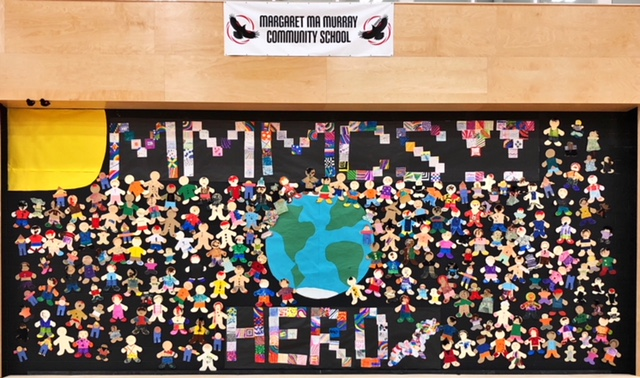 MARGARET MA MURRAY
COMMUNITY SCHOOL
MMMCS
HERO